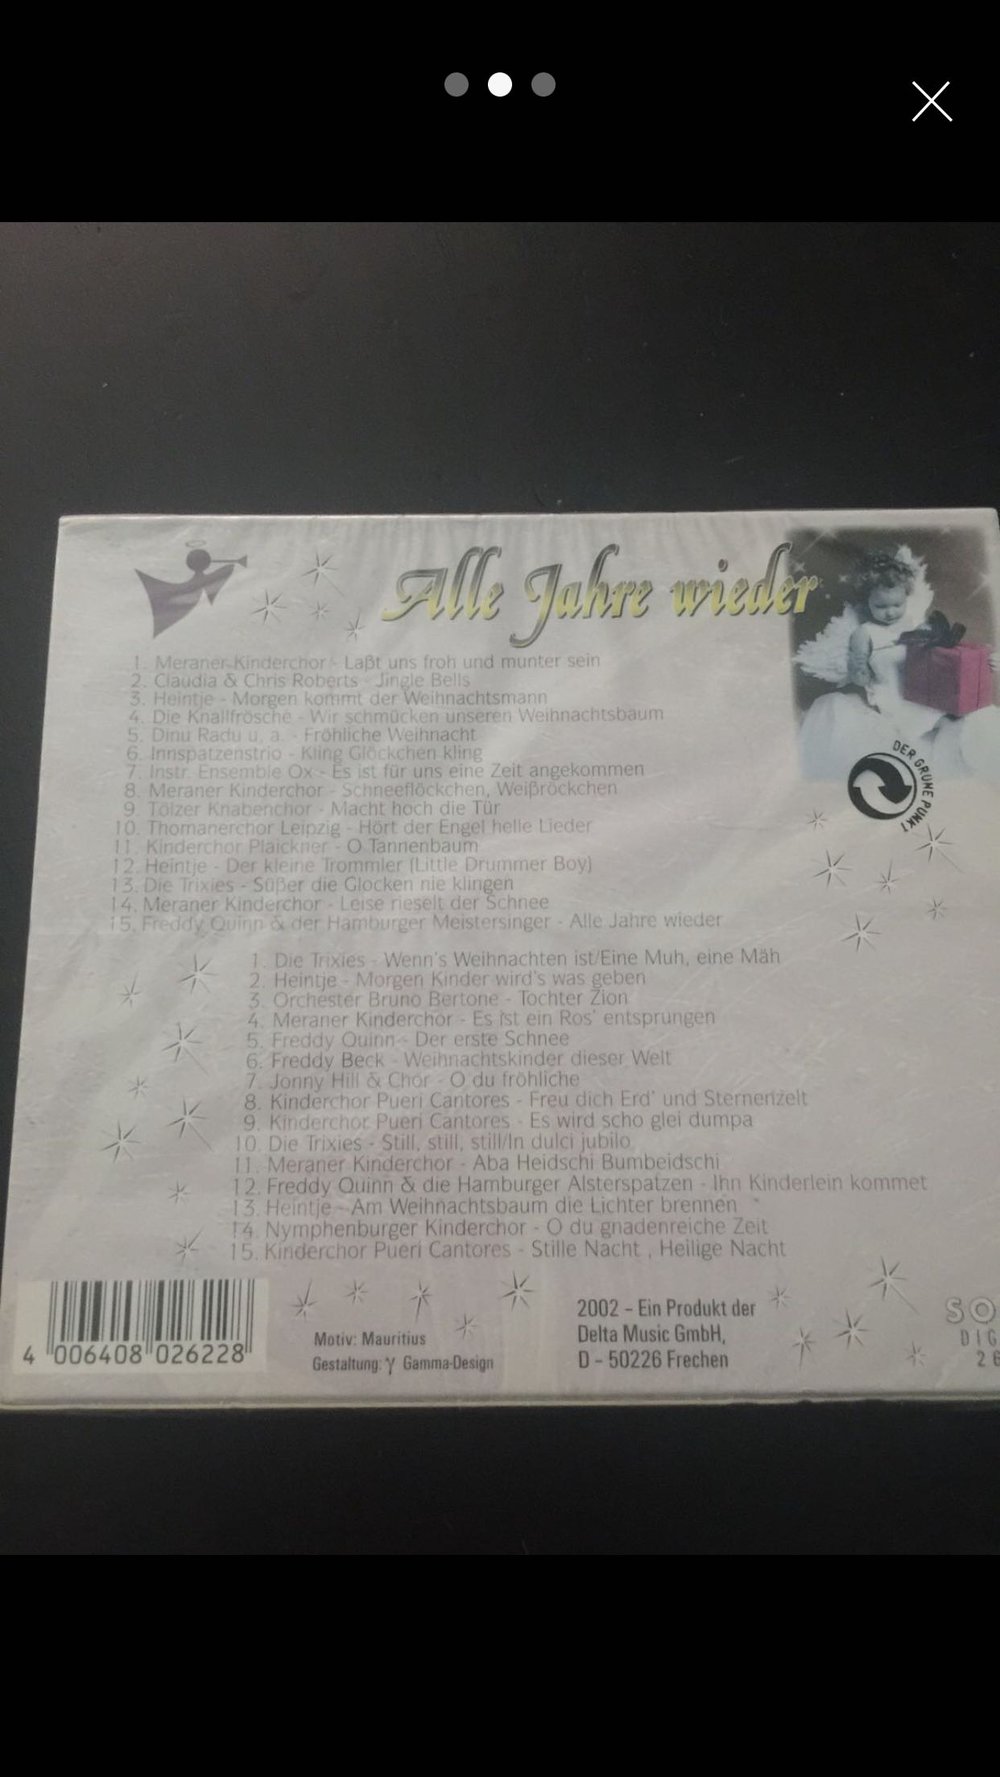 Alle Jahre wieder
1. Meraner Kinderchor - Laßt uns froh und munter sein
2. Claudia & Chris Roberts - Jingle Bells
3. Heintje - Morgen kommt der Weihnachtsmann
4. Die Knallfrösche - Wir schmücken unseren Weihnachtsbaum
5. Dinu Radu u. a. - Fröhliche Weihnacht
6. Innspatzenstrio - Kling Glöckchen kling
7. Instr. Ensemble Ox - Es ist für uns eine Zeit angekommen
8. Meraner Kinderchor - Schneeflöckchen, Weißröckchen
9. Tölzer Knabenchor - Macht hoch die Tür
10. Thomanerchor Leipzig - Hört der Engel helle Lieder
11. Kinderchor Plaickner - O Tannenbaum
12. Heintje - Der kleine Trommler (Little Drummer Boy)
13. Die Trixies - Süßer die Glocken nie klingen
14. Meraner Kinderchor - Leise rieselt der Schnee
15. Freddy Quinn & der Hamburger Meistersinger - Alle Jahre wieder
DER GRÜNE PUNKT
1. Die Trixies - Wenn's Weihnachten ist/Eine Muh, eine Mäh
2. Heintje - Morgen Kinder wird's was geben
3. Orchester Bruno Bertone - Tochter Zion
4. Meraner Kinderchor - Es ist ein Ros' entsprungen
5. Freddy Quinn - Der erste Schnee
6. Freddy Beck - Weihnachtskinder dieser Welt
7. Jonny Hill & Chor - O du fröhliche
8. Kinderchor Pueri Cantores - Freu dich Erd' und Sternenzelt
9. Kinderchor Pueri Cantores - Es wird scho glei dumpa
10. Die Trixies - Still, still, still/In dulci jubilo
11. Meraner Kinderchor - Aba Heidschi Bumbeidschi
12. Freddy Quinn & die Hamburger Alsterspatzen - Ihn Kinderlein kommet
13. Heintje - Am Weihnachtsbaum die Lichter brennen
14. Nymphenburger Kinderchor - O du gnadenreiche Zeit
15. Kinderchor Pueri Cantores - Stille Nacht , Heilige Nacht
4 006408 026228
Motiv: Mauritius
Gestaltung: γ Gamma-Design
2002 – Ein Produkt der
Delta Music GmbH,
D – 50226 Frechen
SO
DIG
26